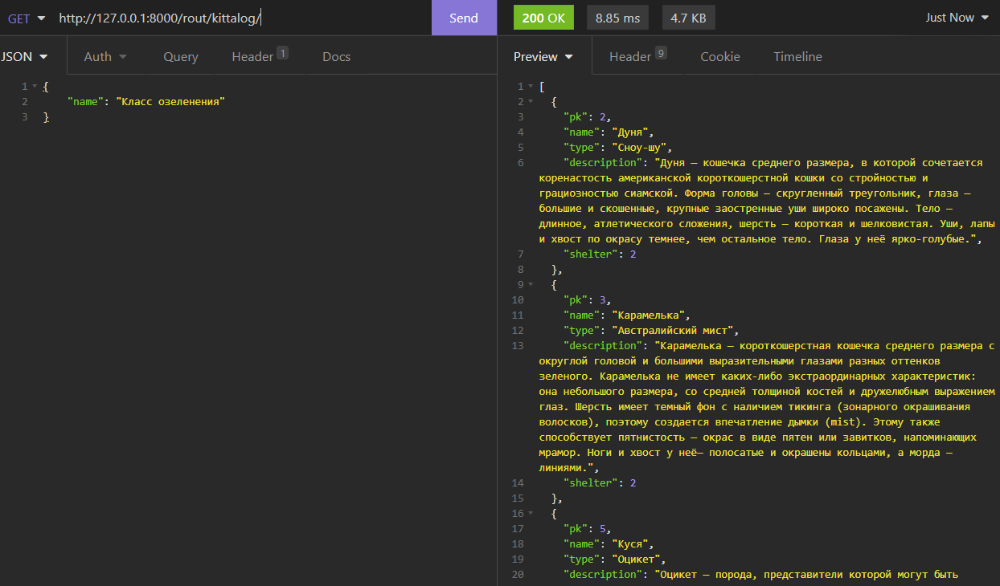 GET http://127.0.0.1:8000/rout/kittalog/ Send 200 OK 8.85 ms 4.7 KB Just Now
JSON Auth Query Header 1 Docs Preview Header 9 Cookie Timeline
1 {
2 "name": "Класс озеленения"
3 }
1 [
2 {
3 "pk": 2,
4 "name": "Дуня",
5 "type": "Сноу-шу",
6 "description": "Дуня — кошечка среднего размера, в которой сочетается
коренастость американской короткошерстной кошки со стройностью и
грациозностью сиамской. Форма головы — скругленный треугольник, глаза —
большие и скошенные, крупные заостренные уши широко посажены. Тело —
длинное, атлетического сложения, шерсть — короткая и шелковистая. Уши, лапы
и хвост по окрасу темнее, чем остальное тело. Глаза у неё ярко-голубые.",
7 "shelter": 2
8 },
9 {
10 "pk": 3,
11 "name": "Карамелька",
12 "type": "Австралийский мист",
13 "description": "Карамелька — короткошерстная кошечка среднего размера с
округлой головой и большими выразительными глазами разных оттенков
зеленого. Карамелька не имеет каких-либо экстраординарных характеристик:
она небольшого размера, со средней толщиной костей и дружелюбным выражением
глаз. Шерсть имеет темный фон с наличием тикинга (зонарного окрашивания
волосков), поэтому создается впечатление дымки (mist). Этому также
способствует пятнистость — окрас в виде пятен или завитков, напоминающих
мрамор. Ноги и хвост у неё— полосатые и окрашены кольцами, а морда —
линиями.",
14 "shelter": 2
15 },
16 {
17 "pk": 5,
18 "name": "Куся",
19 "type": "Оцикет",
20 "description": "Оцикет — порода, представители которой могут быть